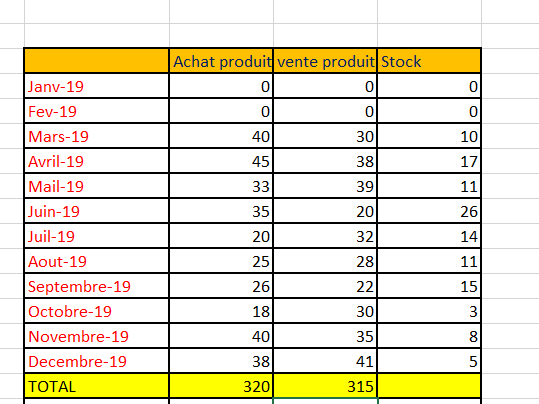 Achat produit vente produit Stock
Janv-19 0 0 0
Fev-19 0 0 0
Mars-19 40 30 10
Avril-19 45 38 17
Mail-19 33 39 11
Juin-19 35 20 26
Juil-19 20 32 14
Aout-19 25 28 11
Septembre-19 26 22 15
Octobre-19 18 30 3
Novembre-19 40 35 8
Decembre-19 38 41 5
TOTAL 320 315